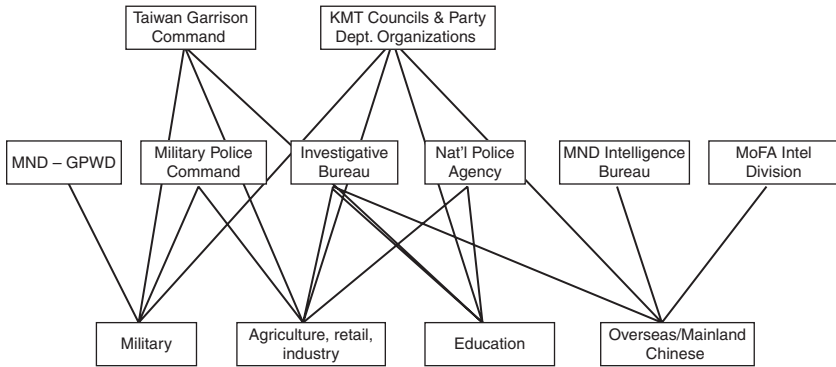 Taiwan Garrison
Command
KMT Councils & Party
Dept. Organizations
MND – GPWD
Military Police
Command
Investigative
Bureau
Nat'l Police
Agency
MND Intelligence
Bureau
MoFA Intel
Division
Military
Agriculture, retail,
industry
Education
Overseas/Mainland
Chinese